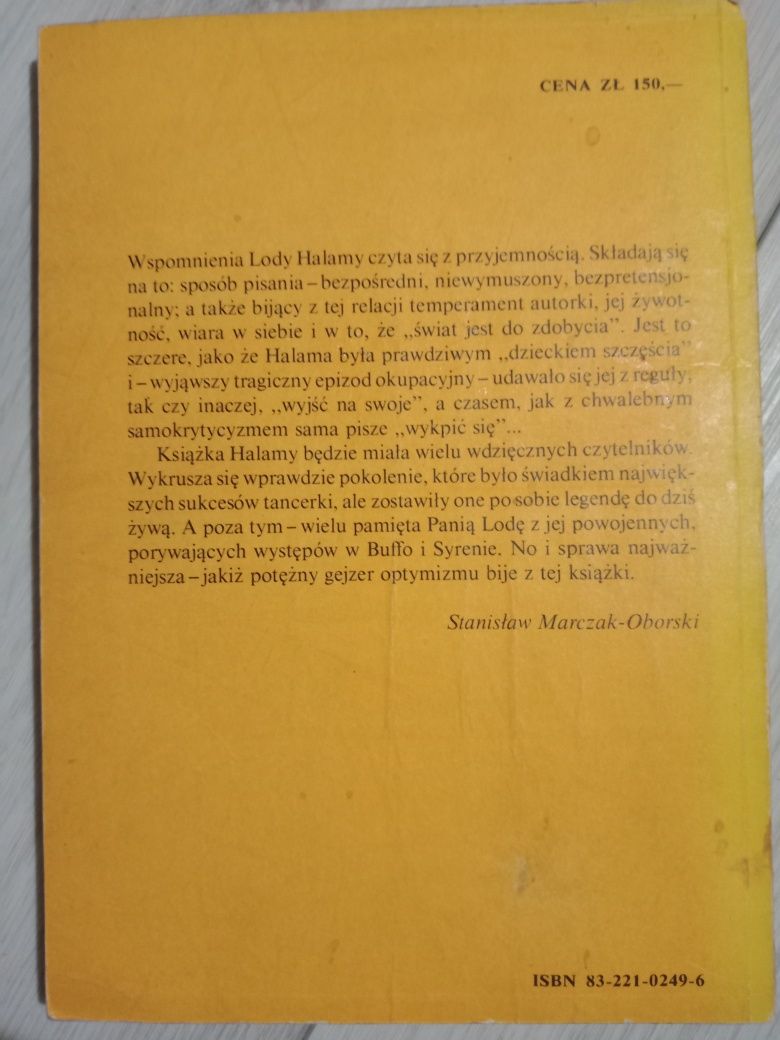 CENA ZŁ 150,—
Wspomnienia Lody Halamy czyta się z przyjemnością. Składają się
na to: sposób pisania – bezpośredni, niewymuszony, bezpretensjo-
nalny; a także bijący z tej relacji temperament autorki, jej żywot-
ność, wiara w siebie i w to, że „świat jest do zdobycia”. Jest to
szczere, jako że Halama była prawdziwym „dzieckiem szczęścia”
i – wyjąwszy tragiczny epizod okupacyjny – udawało się jej z reguły,
tak czy inaczej, „wyjść na swoje”, a czasem, jak z chwalebnym
samokrytycyzmem sama pisze „wykpić się”...
Książka Halamy będzie miała wielu wdzięcznych czytelników.
Wykrusza się wprawdzie pokolenie, które było świadkiem najwięk-
szych sukcesów tancerki, ale zostawiły one po sobie legendę do dziś
żywą. A poza tym – wielu pamięta Panią Lodę z jej powojennych,
porywających występów w Buffo i Syrenie. No i sprawa najważ-
niejsza – jakiż potężny gejzer optymizmu bije z tej książki.
Stanisław Marczak-Oborski
ISBN 83-221-0249-6